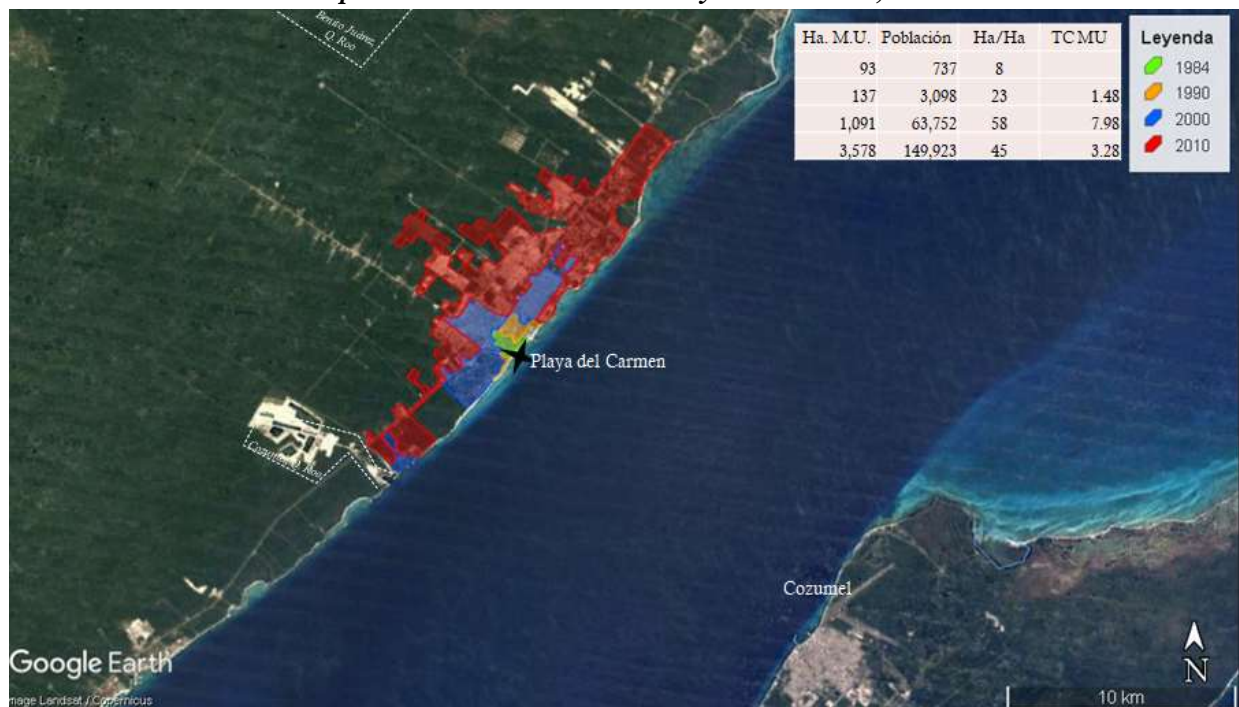 Benito Juárez,
Q. Roo
Ha. M.U. Población Ha/Ha TCMU
93 737 8
137 3,098 23 1.48
1,091 63,752 58 7.98
3,578 149,923 45 3.28
Leyenda
1984
1990
2000
2010
Playa del Carmen
Roo
Cozumel
Google Earth
Landsat / Copernicus
N
10 km